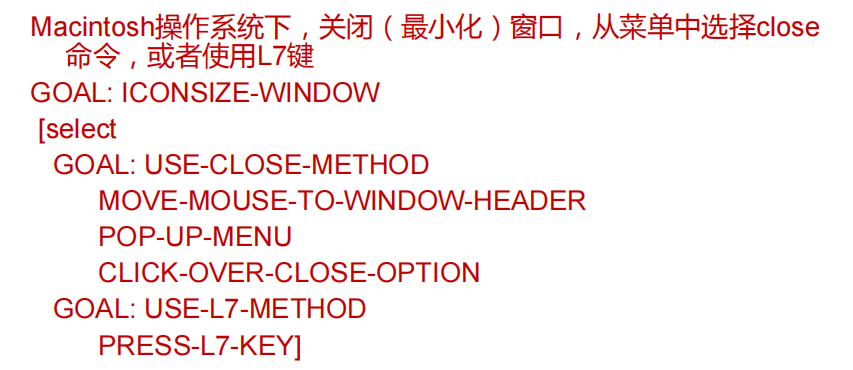 Macintosh操作系统下，关闭（最小化）窗口，从菜单中选择close
命令，或者使用L7键
GOAL: ICONSIZE-WINDOW
[select
GOAL: USE-CLOSE-METHOD
MOVE-MOUSE-TO-WINDOW-HEADER
POP-UP-MENU
CLICK-OVER-CLOSE-OPTION
GOAL: USE-L7-METHOD
PRESS-L7-KEY]